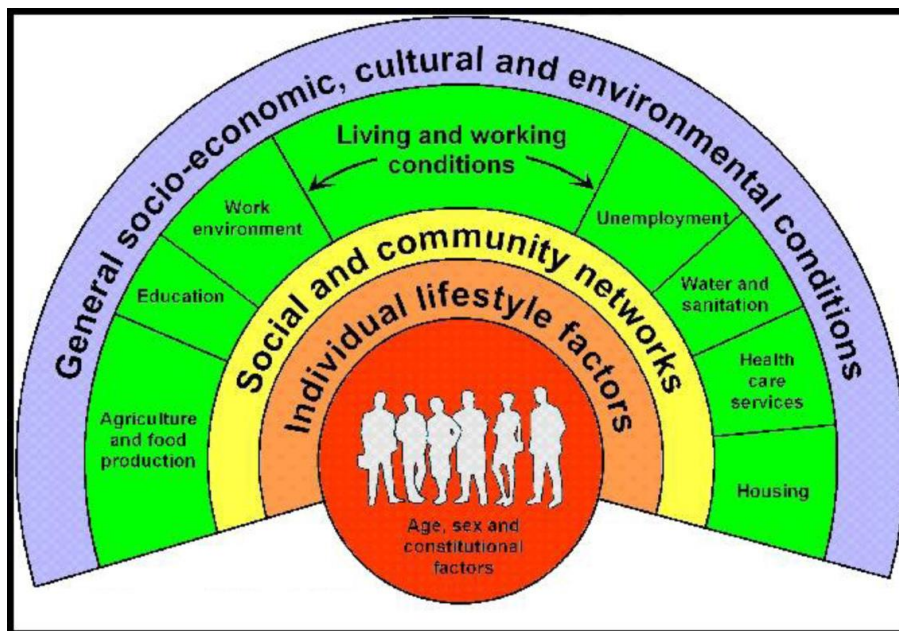 General socio-economic, cultural and environmental conditions
Living and working
conditions
Work
environment
Education
Agriculture
and food
production
Unemployment
Water and
sanitation
Health
care
services
Housing
Social and community networks
Individual lifestyle factors
Age, sex and
constitutional
factors